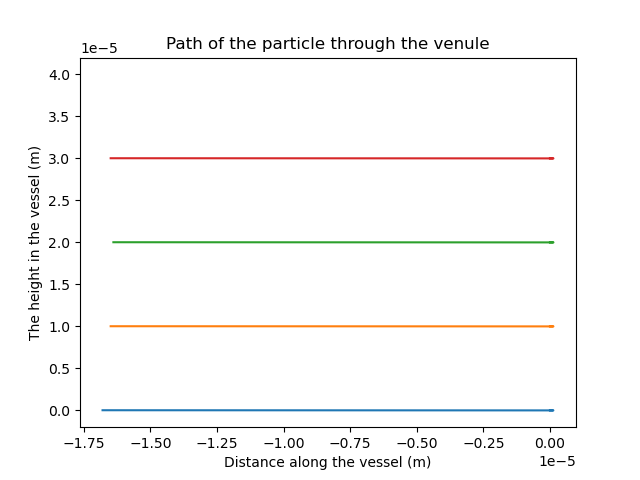 Path of the particle through the venule
1e−5
4.0
3.5
3.0
2.5
2.0
1.5
1.0
0.5
0.0
The height in the vessel (m)
−1.75 −1.50 −1.25 −1.00 −0.75 −0.50 −0.25 0.00
Distance along the vessel (m)
1e−5